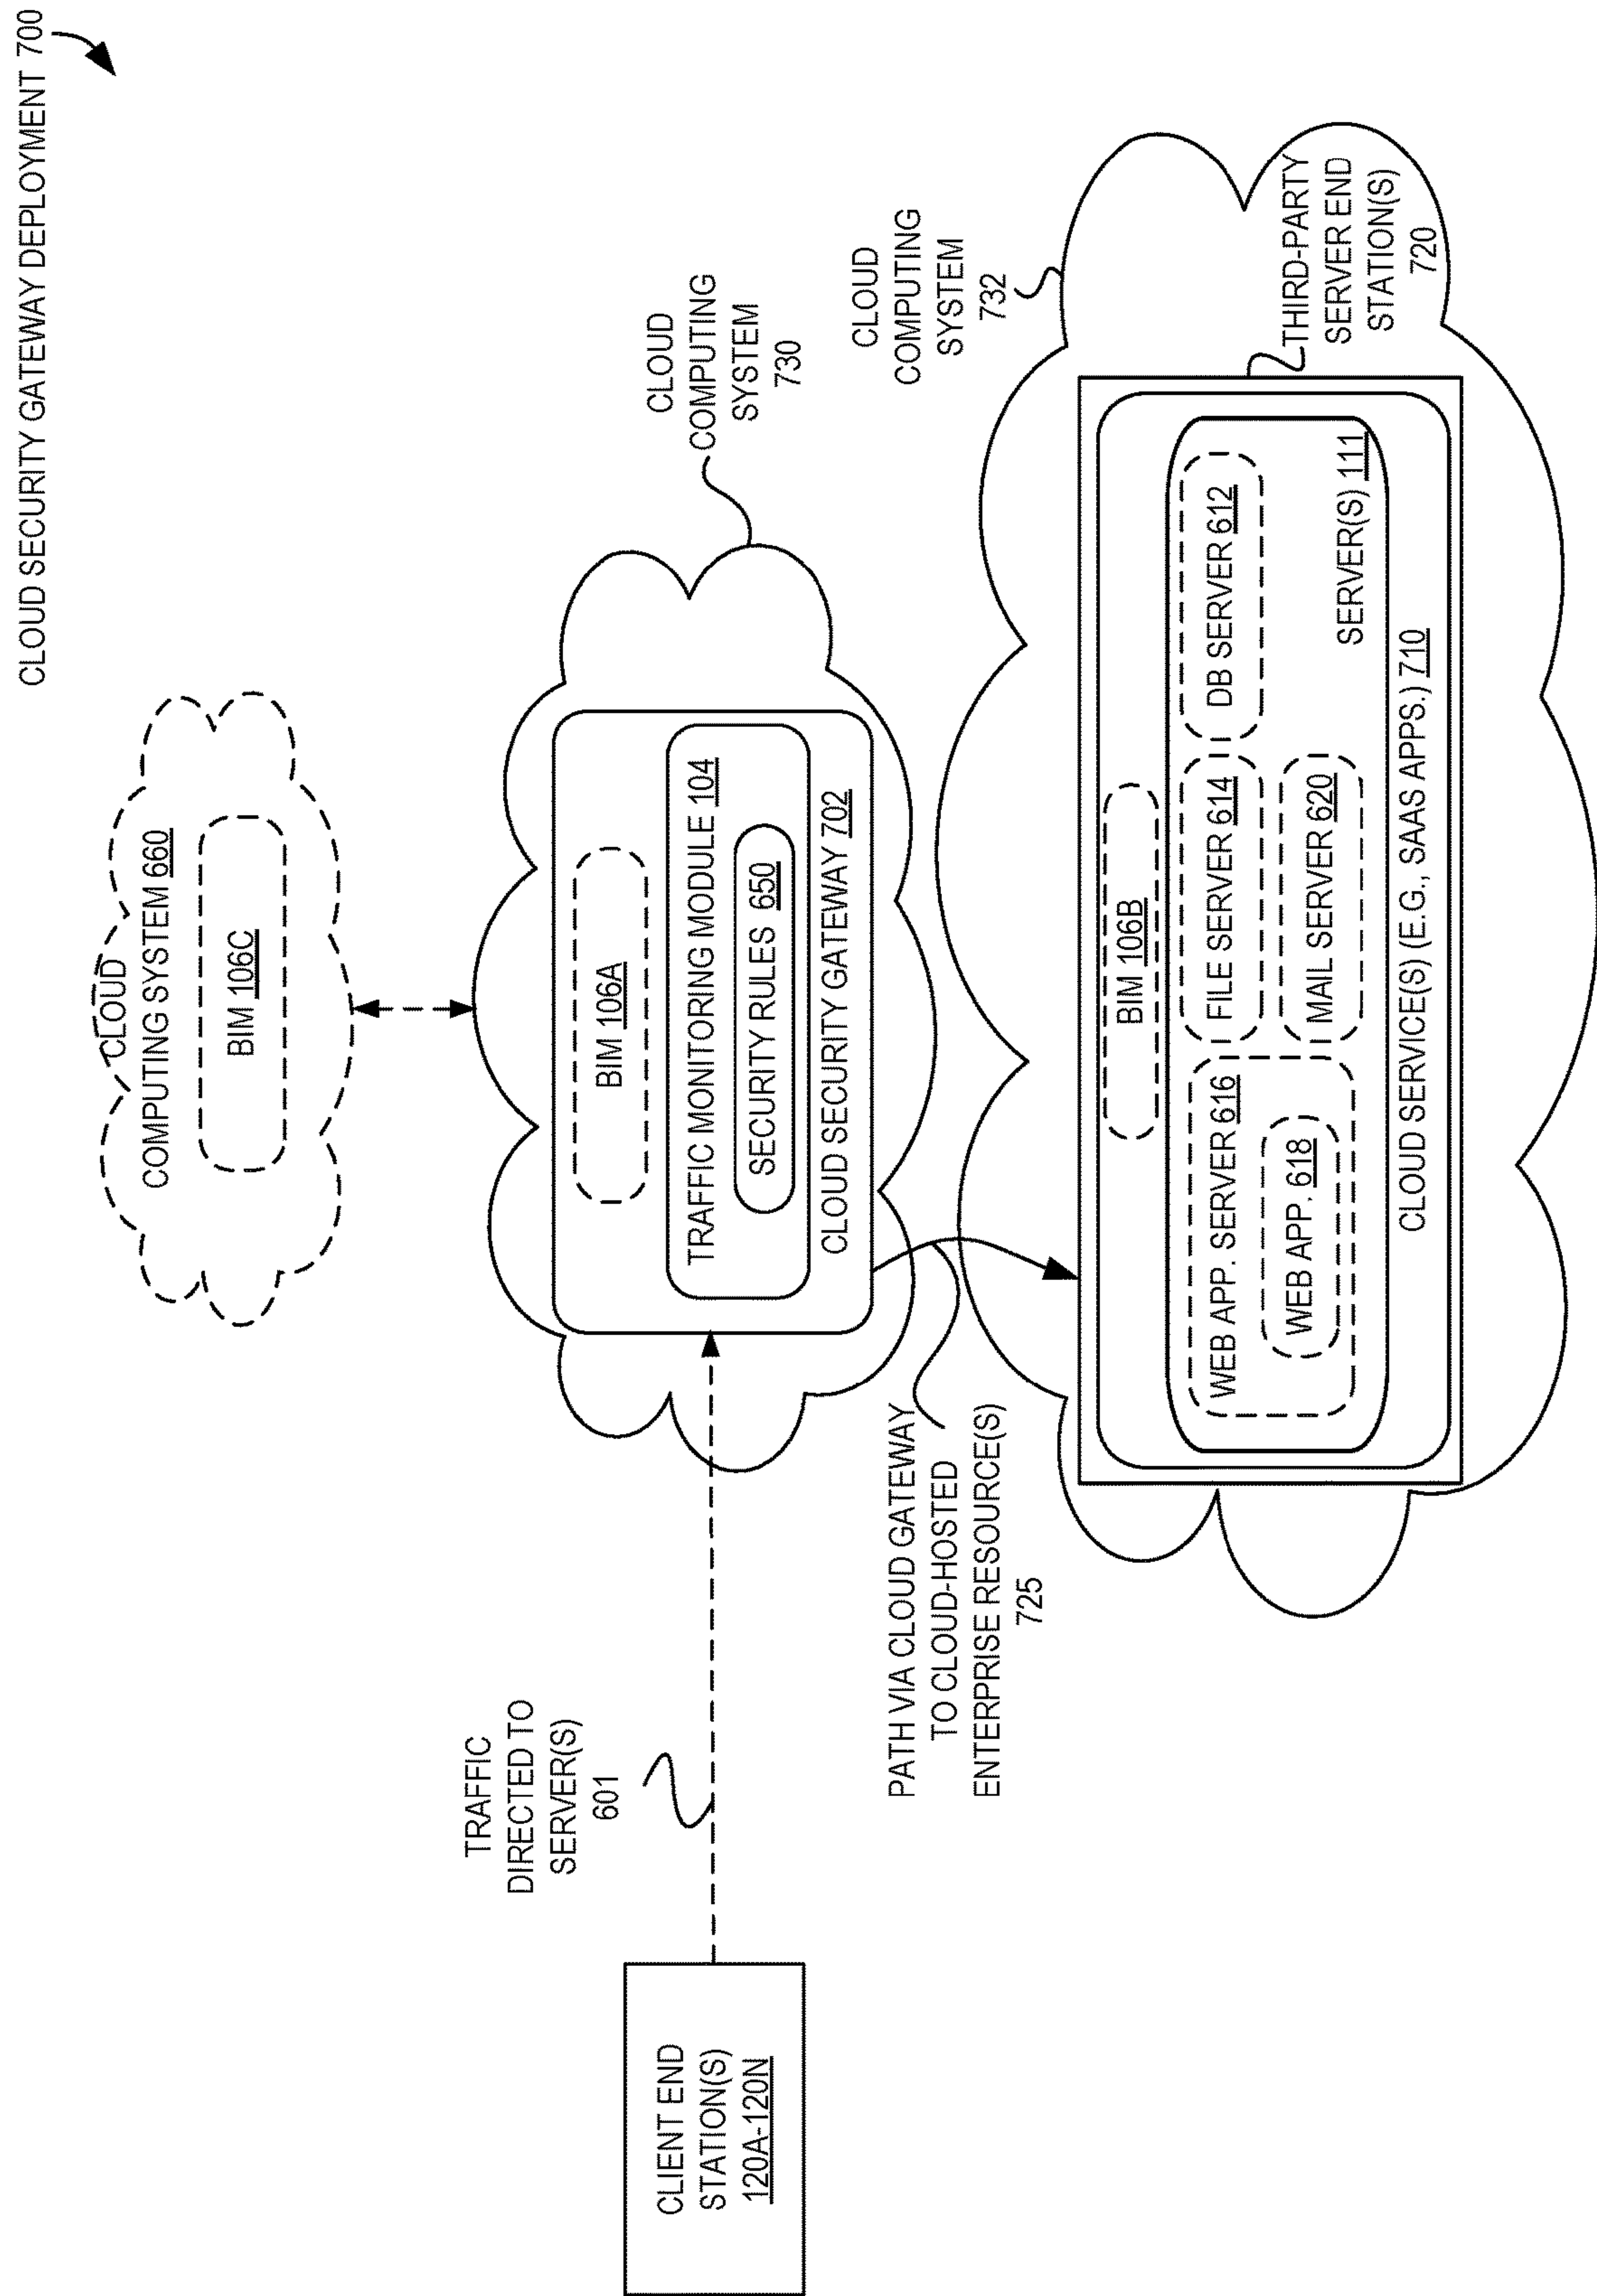 CLOUD SECURITY GATEWAY DEPLOYMENT 700
CLOUD
COMPUTING SYSTEM 660
BIM 106C
CLOUD
COMPUTING
SYSTEM
730
BIM 106A
TRAFFIC MONITORING MODULE 104
SECURITY RULES 650
CLOUD SECURITY GATEWAY 702
TRAFFIC
DIRECTED TO
SERVER(S)
601
CLIENT END
STATION(S)
120A-120N
PATH VIA CLOUD GATEWAY
TO CLOUD-HOSTED
ENTERPRISE RESOURCE(S)
725
CLOUD
COMPUTING
SYSTEM
732
THIRD-PARTY
SERVER END
STATION(S)
720
BIM 106B
WEB APP. SERVER 616
WEB APP. 618
FILE SERVER 614
MAIL SERVER 620
DB SERVER 612
SERVER(S) 111
CLOUD SERVICE(S) (E.G., SAAS APPS.) 710